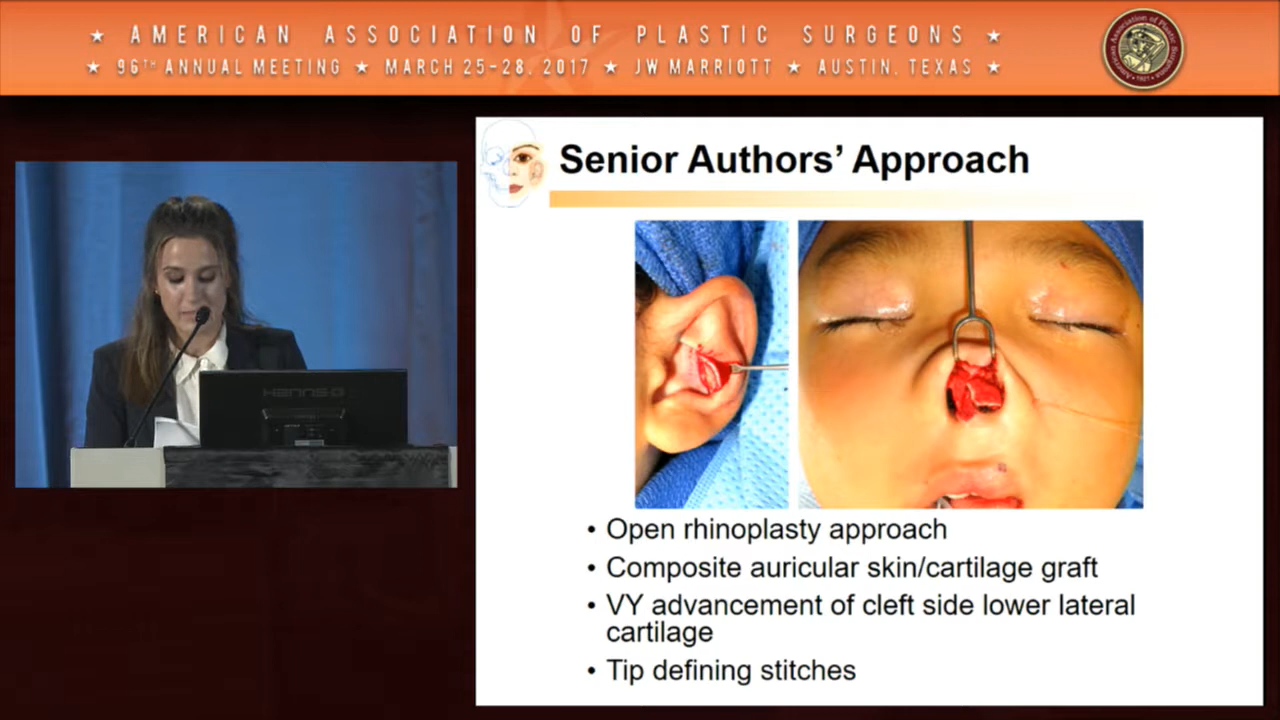 ★ AMERICAN ASSOCIATION OF PLASTIC SURGEONS ★
★ 96TH ANNUAL MEETING ★ MARCH 25-28, 2017 ★ JW MARRIOTT ★ AUSTIN, TEXAS ★
Senior Authors’ Approach
HANNS-G
• Open rhinoplasty approach
• Composite auricular skin/cartilage graft
• VY advancement of cleft side lower lateral
cartilage
• Tip defining stitches